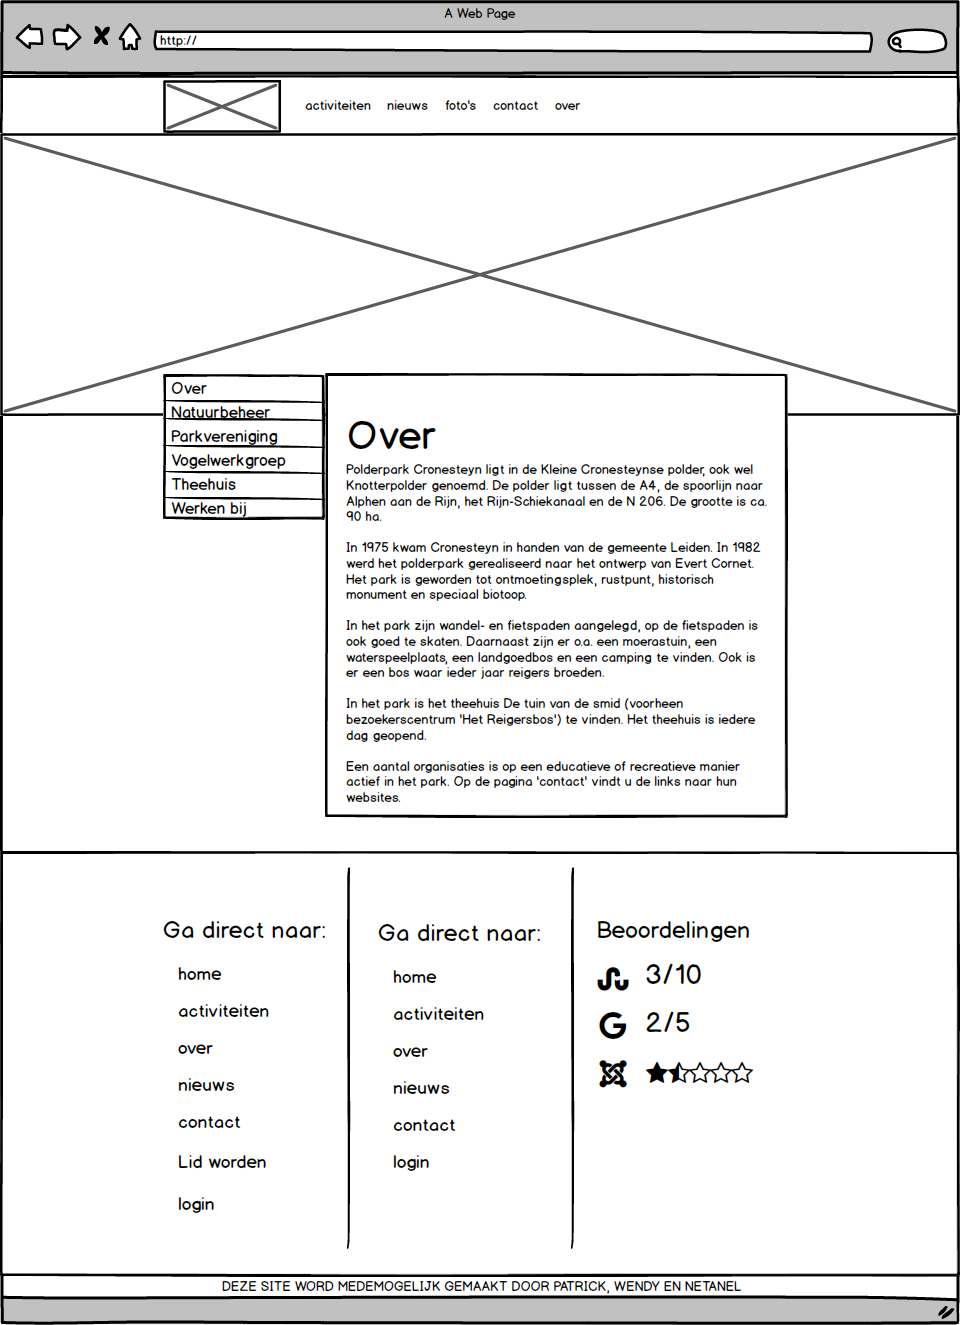 A Web Page
http://
activiteiten nieuws foto's contact over
Over
Natuurbeheer
Parkvereniging
Vogelwerkgroep
Theehuis
Werken bij
Over
Polderpark Cronesteyn ligt in de Kleine Cronesteynse polder, ook wel
Knotterpolder genoemd. De polder ligt tussen de A4, de spoorlijn naar
Alphen aan de Rijn, het Rijn-Schiekanaal en de N 206. De grootte is ca.
90 ha.
In 1975 kwam Cronesteyn in handen van de gemeente Leiden. In 1982
werd het polderpark gerealiseerd naar het ontwerp van Evert Cornet.
Het park is geworden tot ontmoetingsplek, rustpunt, historisch
monument en speciaal biotoop.
In het park zijn wandel- en fietspaden aangelegd, op de fietspaden is
ook goed te skaten. Daarnaast zijn er o.a. een moerastuin, een
waterspeelplaats, een landgoedbos en een camping te vinden. Ook is
er een bos waar ieder jaar reigers broeden.
In het park is het theehuis De tuin van de smid (voorheen
bezoekerscentrum 'Het Reigersbos') te vinden. Het theehuis is iedere
dag geopend.
Een aantal organisaties is op een educatieve of recreatieve manier
actief in het park. Op de pagina 'contact' vindt u de links naar hun
websites.
Ga direct naar:
home
activiteiten
over
nieuws
contact
Lid worden
login
Ga direct naar:
home
activiteiten
over
nieuws
contact
login
Beoordelingen
3/10
G 2/5
DEZE SITE WORD MEDEMOGELIJK GEMAAKT DOOR PATRICK, WENDY EN NETANEL